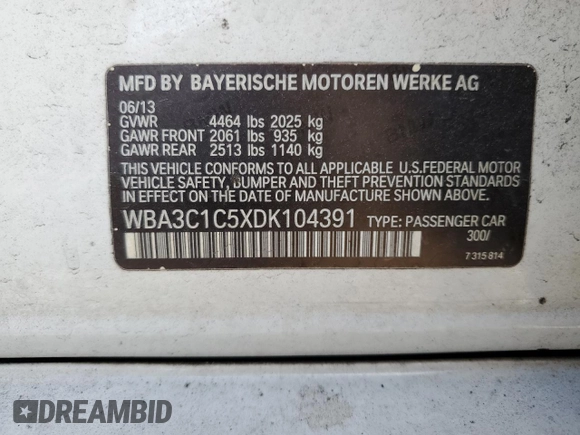 MFD BY BAYERISCHE MOTOREN WERKE AG
06/13
GVWR 4464 lbs 2025 kg
GAWR FRONT 2061 lbs 935 kg
GAWR REAR 2513 lbs 1140 kg
THIS VEHICLE CONFORMS TO ALL APPLICABLE U.S.FEDERAL MOTOR
VEHICLE SAFETY, BUMPER AND THEFT PREVENTION STANDARDS
IN EFFECT ON THE DATE OF MANUFACTURE SHOWN ABOVE.
WBA3C1C5XDK104391 TYPE: PASSENGER CAR
300/
7 315 814
DREAMBID